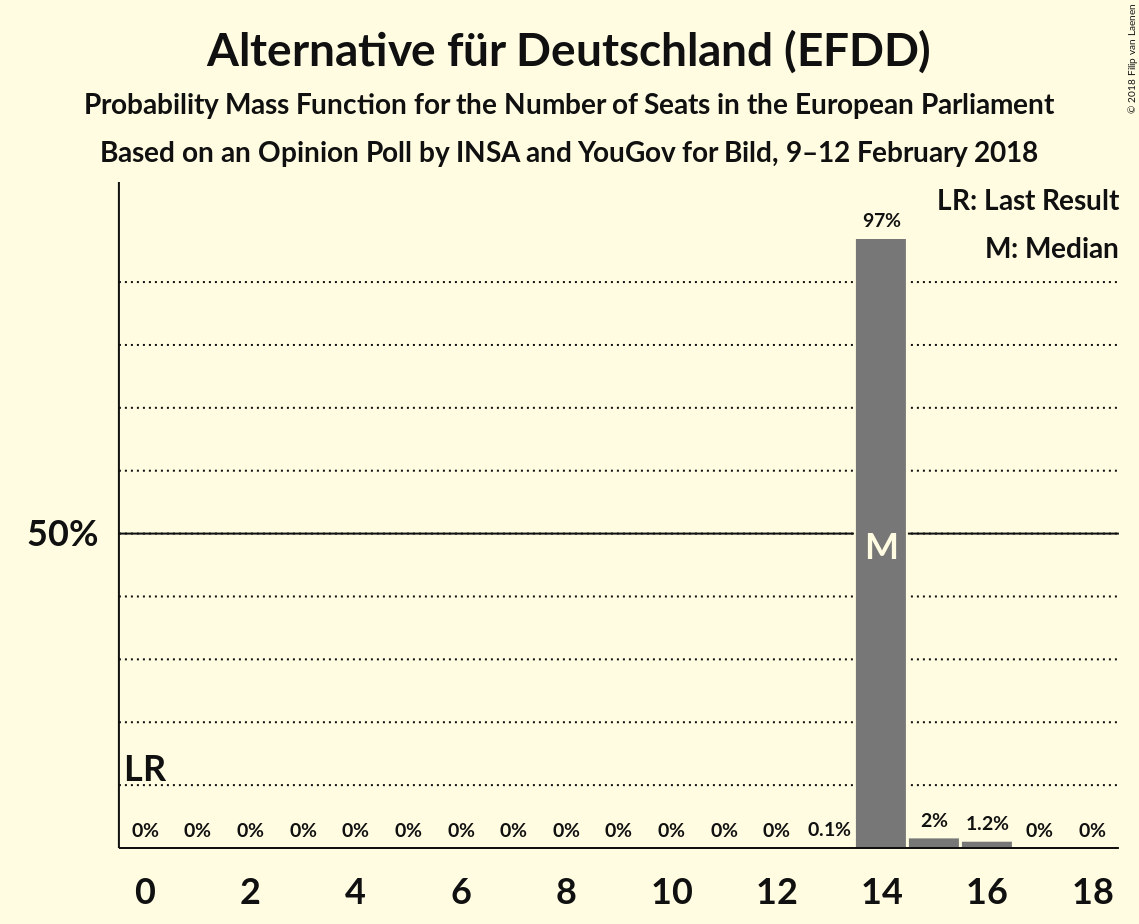 Alternative für Deutschland (EFDD)
Probability Mass Function for the Number of Seats in the European Parliament
Based on an Opinion Poll by INSA and YouGov for Bild, 9–12 February 2018
© 2018 Filip van Laenen
LR: Last Result
M: Median
97%
50%
M
LR
0% 0% 0% 0% 0% 0% 0% 0% 0% 0% 0% 0% 0% 0.1% 2% 1.2% 0% 0%
0 2 4 6 8 10 12 14 16 18